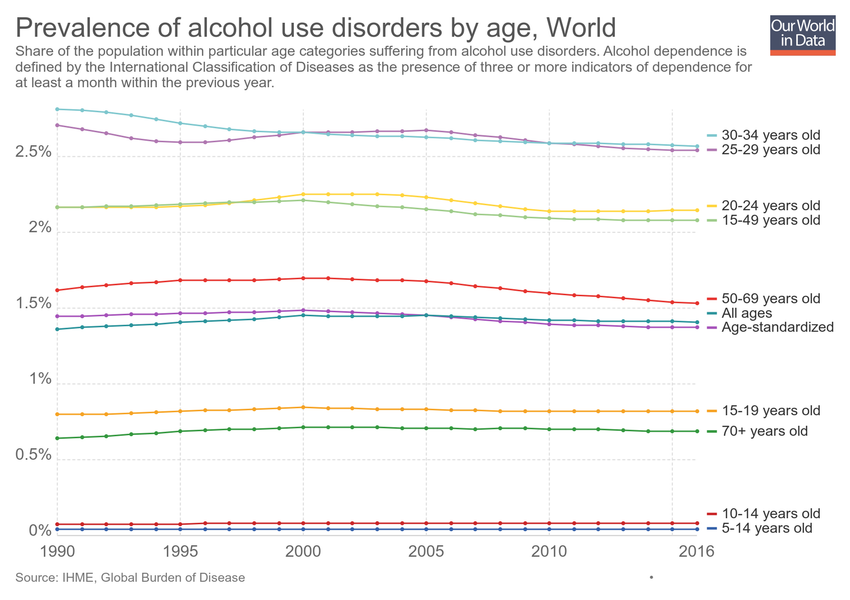 Prevalence of alcohol use disorders by age, World
Our World
in Data
Share of the population within particular age categories suffering from alcohol use disorders. Alcohol dependence is
defined by the International Classification of Diseases as the presence of three or more indicators of dependence for
at least a month within the previous year.
30-34 years old
25-29 years old
2.5%
20-24 years old
15-49 years old
2%
50-69 years old
1.5%
All ages
Age-standardized
1%
15-19 years old
70+ years old
0.5%
10-14 years old
5-14 years old
0%
1990 1995 2000 2005 2010 2016
Source: IHME, Global Burden of Disease